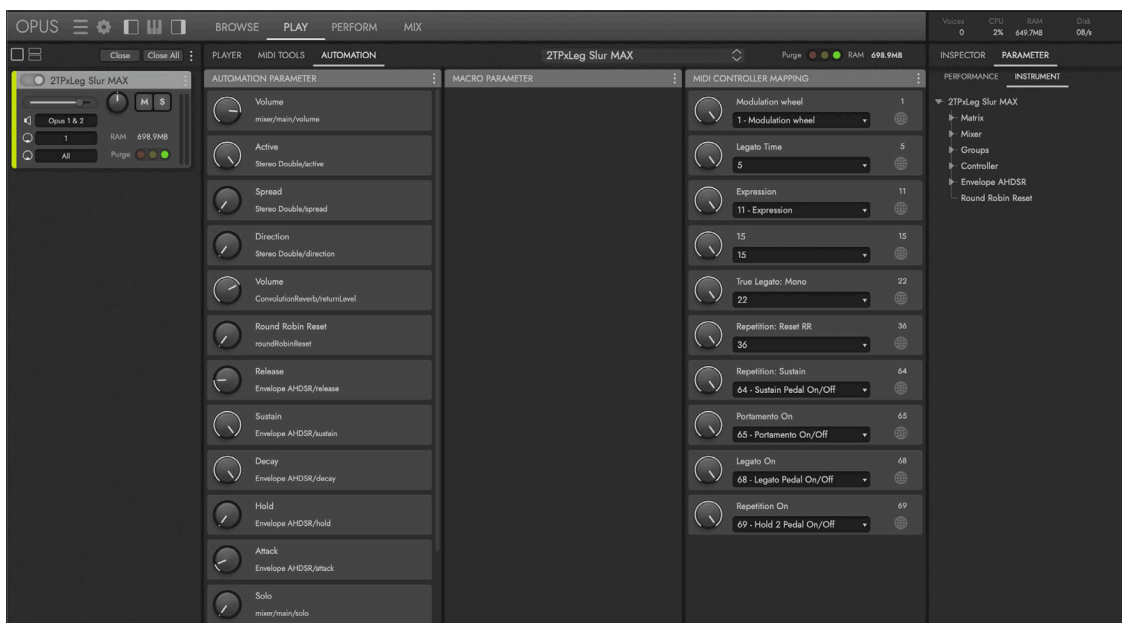 OPUS
BROWSE PLAY PERFORM MIX
Voices CPU RAM Disk
0 2% 649.7MB 0B/s
Close Close All
PLAYER MIDI TOOLS AUTOMATION
2TPxLeg Slur MAX
Purge RAM 698.9MB
INSPECTOR PARAMETER
2TPxLeg Slur MAX
M S
Opus 1 & 2
1 RAM 698.9MB
All Purge
AUTOMATION PARAMETER
Volume
mixer/main/volume
Active
Stereo Double/active
Spread
Stereo Double/spread
Direction
Stereo Double/direction
Volume
ConvolutionReverb/returnLevel
Round Robin Reset
roundRobinReset
Release
Envelope AHDSR/release
Sustain
Envelope AHDSR/sustain
Decay
Envelope AHDSR/decay
Hold
Envelope AHDSR/hold
Attack
Envelope AHDSR/attack
Solo
mixer/main/solo
MACRO PARAMETER
MIDI CONTROLLER MAPPING
Modulation wheel 1
1 - Modulation wheel
Legato Time 5
5
Expression 11
11 - Expression
15 15
15
True Legato: Mono 22
22
Repetition: Reset RR 36
36
Repetition: Sustain 64
64 - Sustain Pedal On/Off
Portamento On 65
65 - Portamento On/Off
Legato On 68
68 - Legato Pedal On/Off
Repetition On 69
69 - Hold 2 Pedal On/Off
PERFORMANCE INSTRUMENT
2TPxLeg Slur MAX
Matrix
Mixer
Groups
Controller
Envelope AHDSR
Round Robin Reset